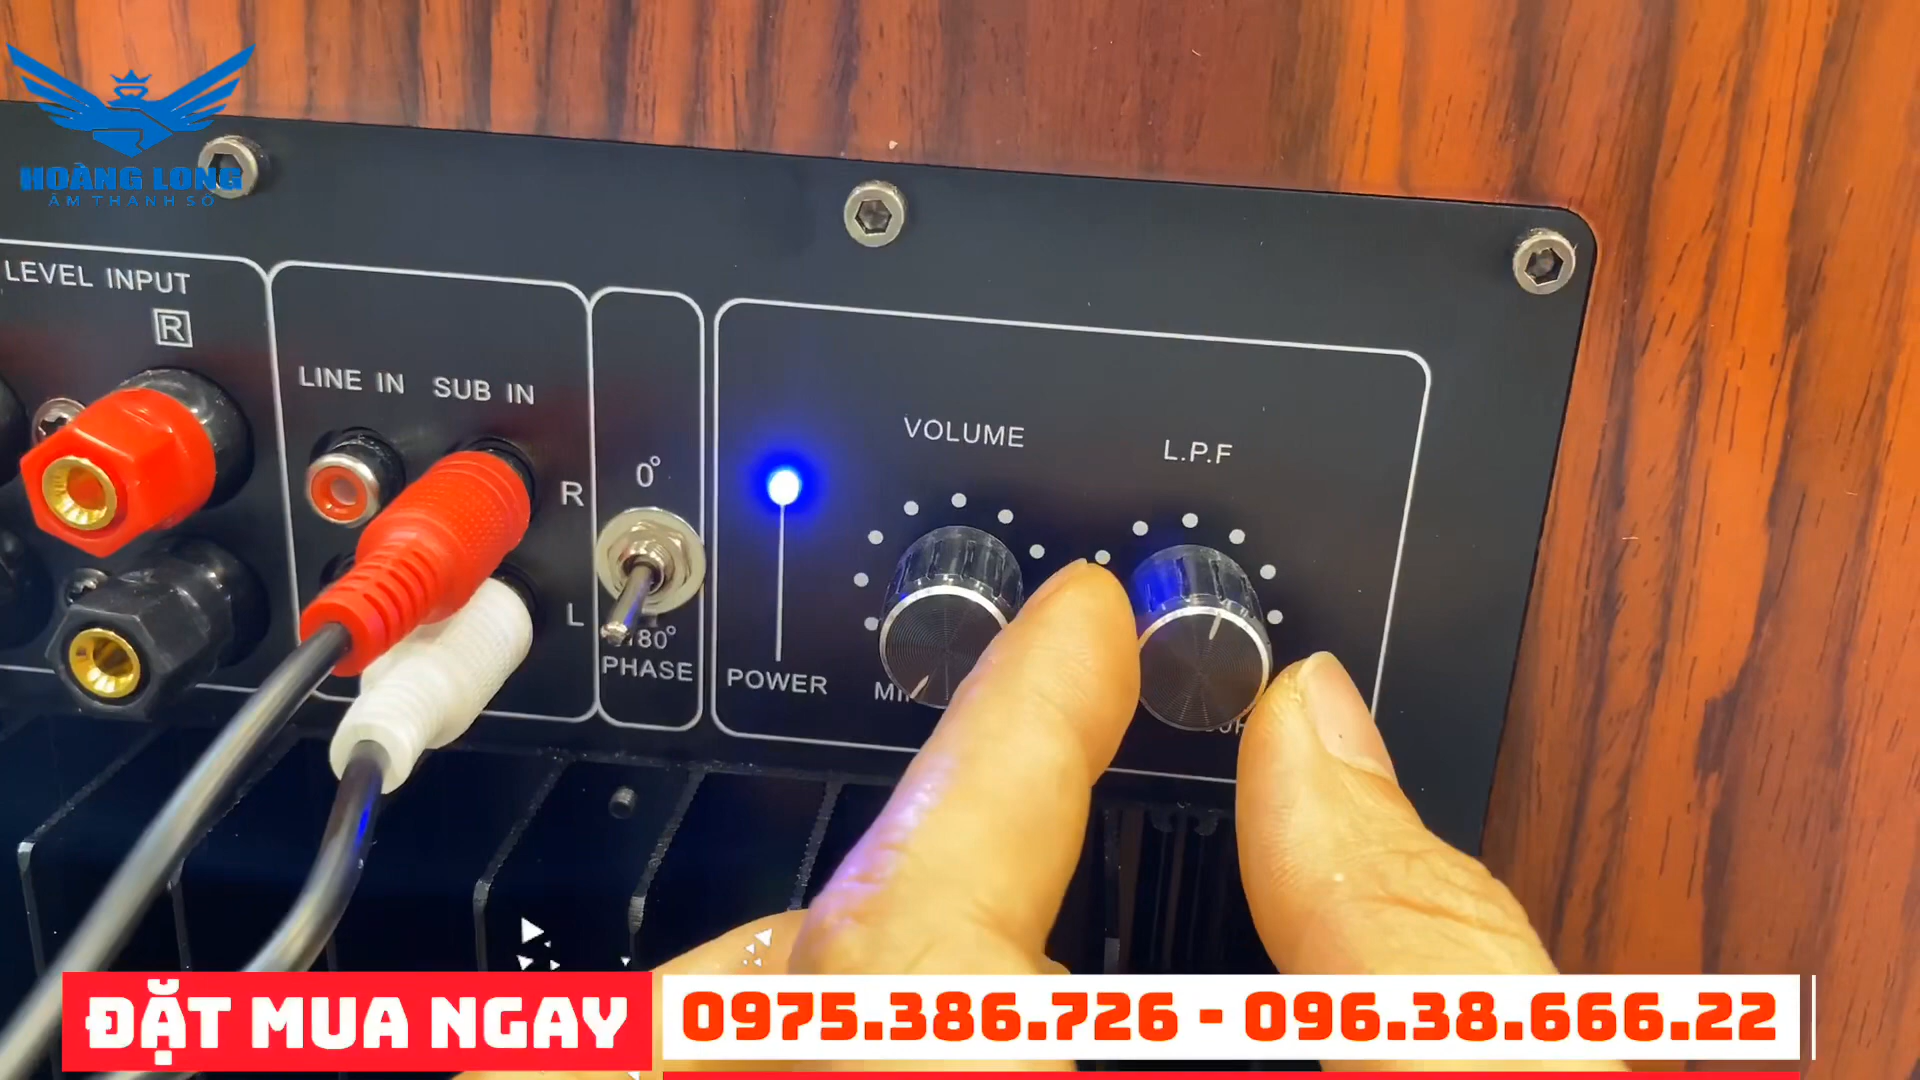 HOÀNG LONG
ÂM THANH SỐ
LEVEL INPUT
R
LINE IN
SUB IN
R
L
0°
180°
PHASE
POWER
VOLUME
L.P.F
ĐẶT MUA NGAY
0975.386.726 - 096.38.666.22